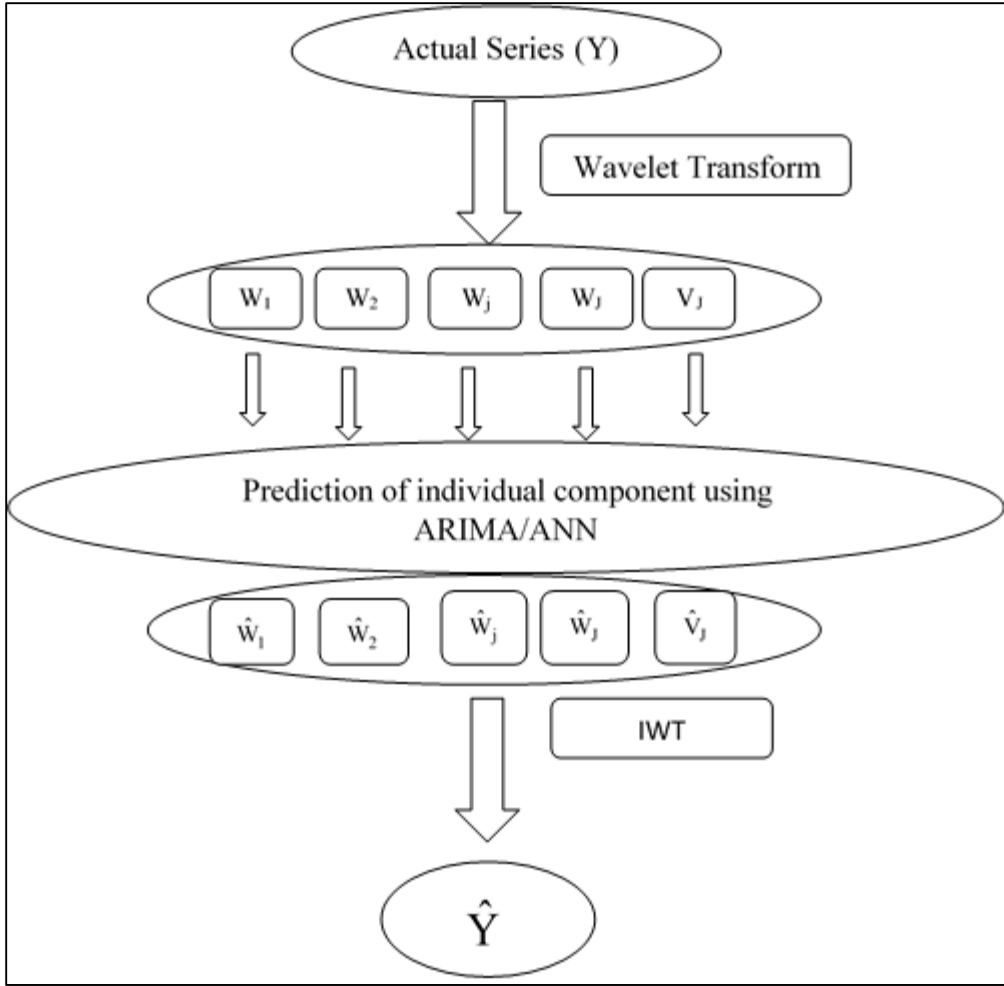 Actual Series (Y)
Wavelet Transform
W₁ W₂ Wⱼ W_J V_J
Prediction of individual component using
ARIMA/ANN
Ŵ₁ Ŵ₂ Ŵⱼ Ŵ_J V̂_J
IWT
Ŷ